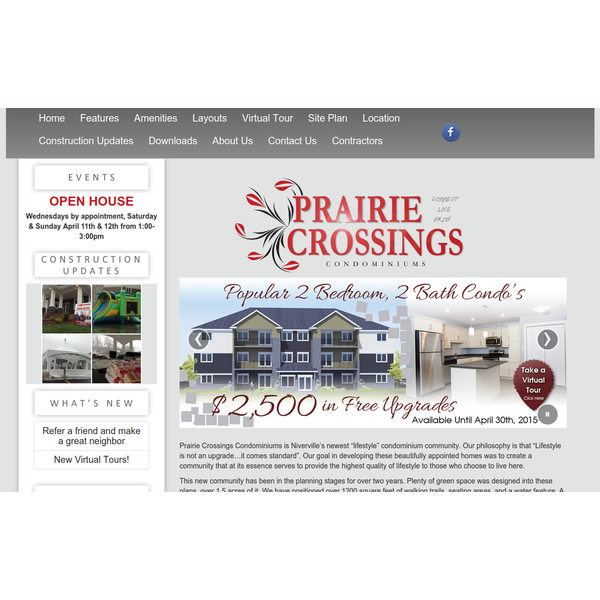 Home Features Amenities Layouts Virtual Tour Site Plan Location
Construction Updates Downloads About Us Contact Us Contractors
f
EVENTS
OPEN HOUSE
Wednesdays by appointment, Saturday
& Sunday April 11th & 12th from 1:00-
3:00pm
CONSTRUCTION
UPDATES
WHAT'S NEW
Refer a friend and make
a great neighbor
New Virtual Tours!
PRAIRIE
CROSSINGS
CONDOMINIUMS
CONNECT
LIVE
GROW
Popular 2 Bedroom, 2 Bath Condo's
$2,500 in Free Upgrades
Take a
Virtual
Tour
Click Here
Available Until April 30th, 2015
Prairie Crossings Condominiums is Niverville's newest "lifestyle" condominium community. Our philosophy is that "Lifestyle
is not an upgrade…it comes standard". Our goal in developing these beautifully appointed homes was to create a
community that at its essence serves to provide the highest quality of lifestyle to those who choose to live here.
This new community has been in the planning stages for over two years. Plenty of green space was designed into these
plans, over 1.5 acres of it. We have positioned over 1200 square feet of walking trails, seating areas, and a water feature. A